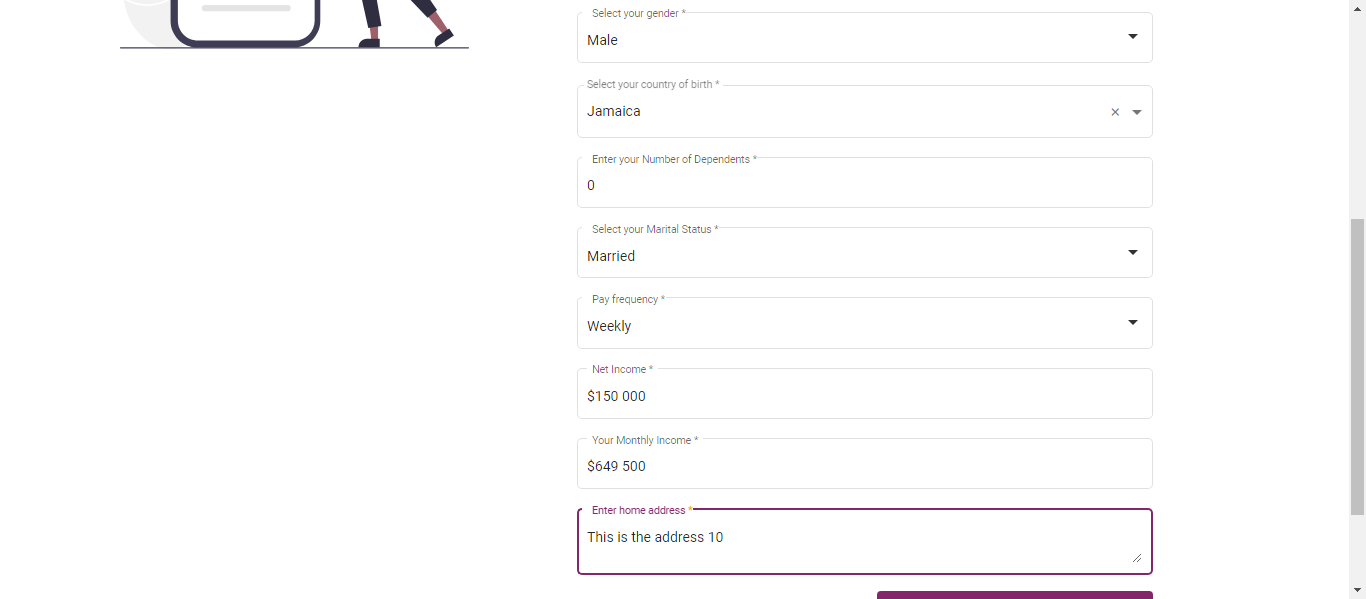 Select your gender *
Male
Select your country of birth *
Jamaica
Enter your Number of Dependents *
0
Select your Marital Status *
Married
Pay frequency *
Weekly
Net Income *
$150 000
Your Monthly Income *
$649 500
Enter home address *
This is the address 10